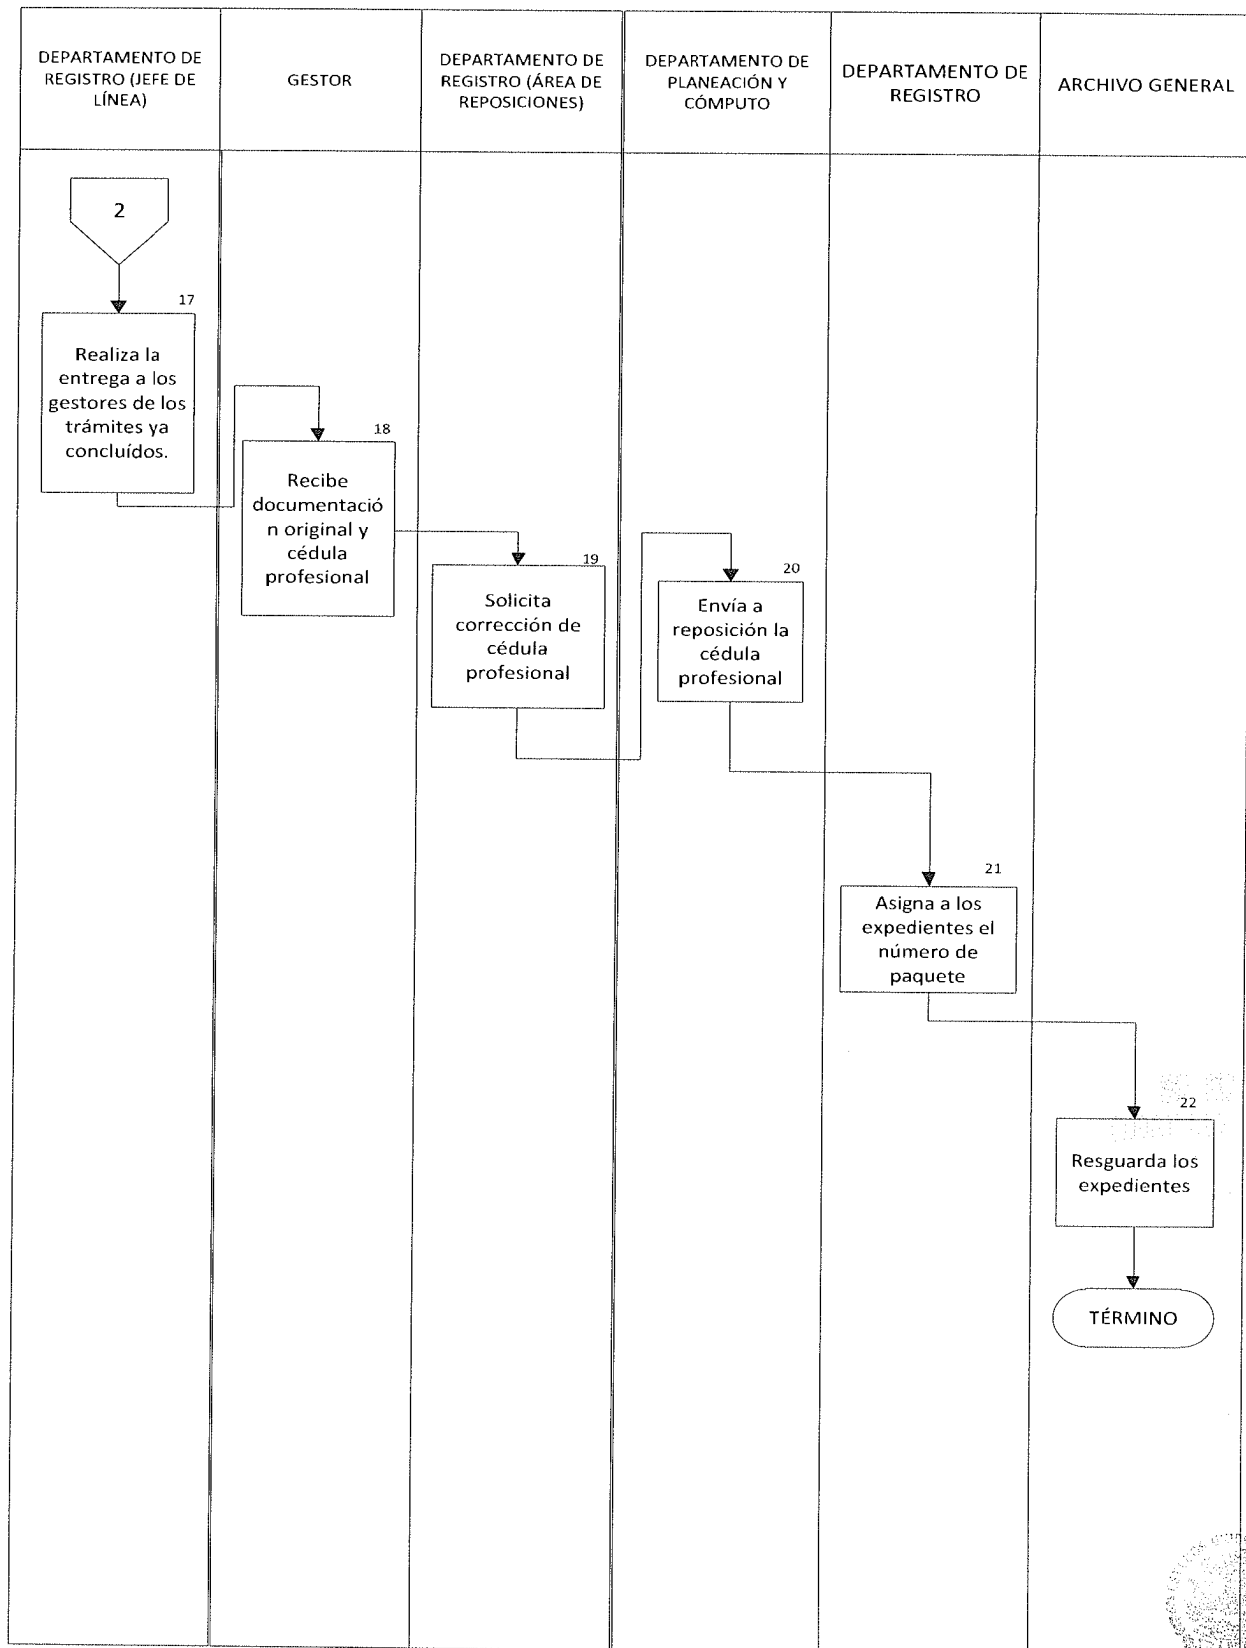 DEPARTAMENTO DE
REGISTRO (JEFE DE
LÍNEA)
GESTOR
DEPARTAMENTO DE
REGISTRO (ÁREA DE
REPOSICIONES)
DEPARTAMENTO DE
PLANEACIÓN Y
CÓMPUTO
DEPARTAMENTO DE
REGISTRO
ARCHIVO GENERAL
2
17
Realiza la
entrega a los
gestores de los
trámites ya
concluídos.
18
Recibe
documentació
n original y
cédula
profesional
19
Solicita
corrección de
cédula
profesional
20
Envía a
reposición la
cédula
profesional
21
Asigna a los
expedientes el
número de
paquete
22
Resguarda los
expedientes
TÉRMINO